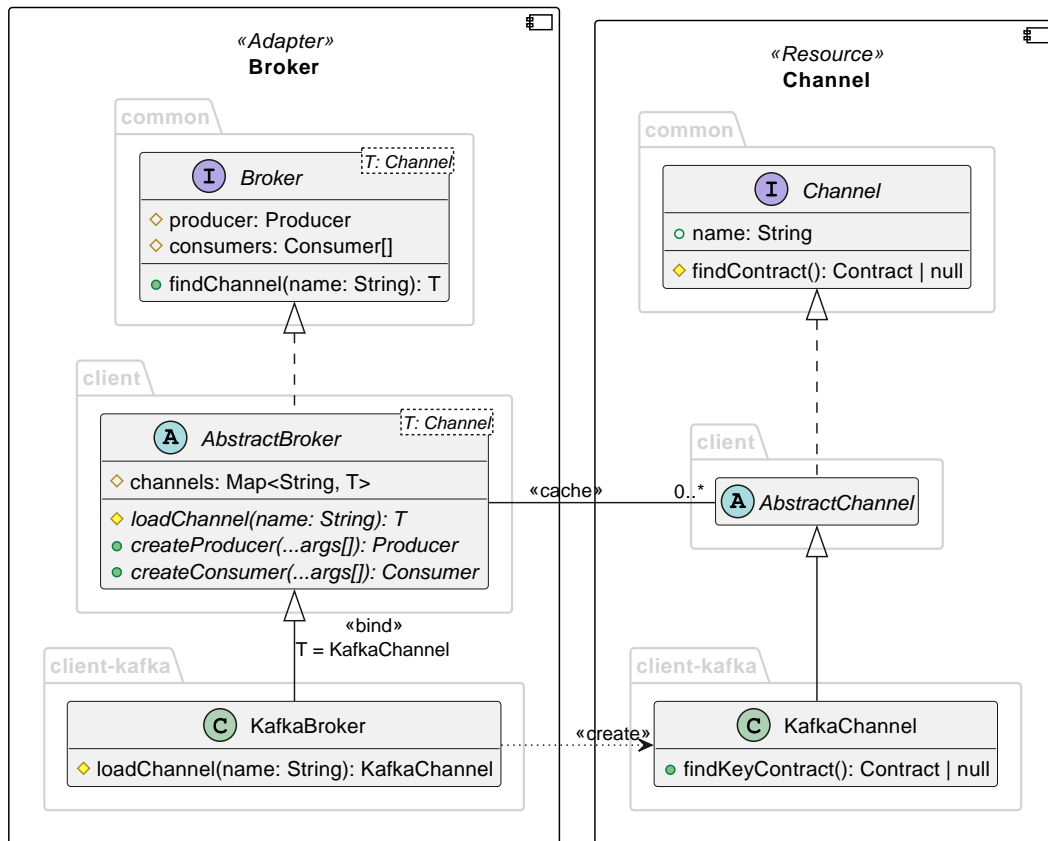 «Adapter»
Broker
common
T: Channel
I Broker
producer: Producer
consumers: Consumer[]
findChannel(name: String): T
client
T: Channel
A AbstractBroker
channels: Map<String, T>
loadChannel(name: String): T
createProducer(...args[]): Producer
createConsumer(...args[]): Consumer
«bind»
T = KafkaChannel
client-kafka
C KafkaBroker
loadChannel(name: String): KafkaChannel
«cache»
0..*
«create»
«Resource»
Channel
common
I Channel
name: String
findContract(): Contract | null
client
A AbstractChannel
client-kafka
C KafkaChannel
findKeyContract(): Contract | null